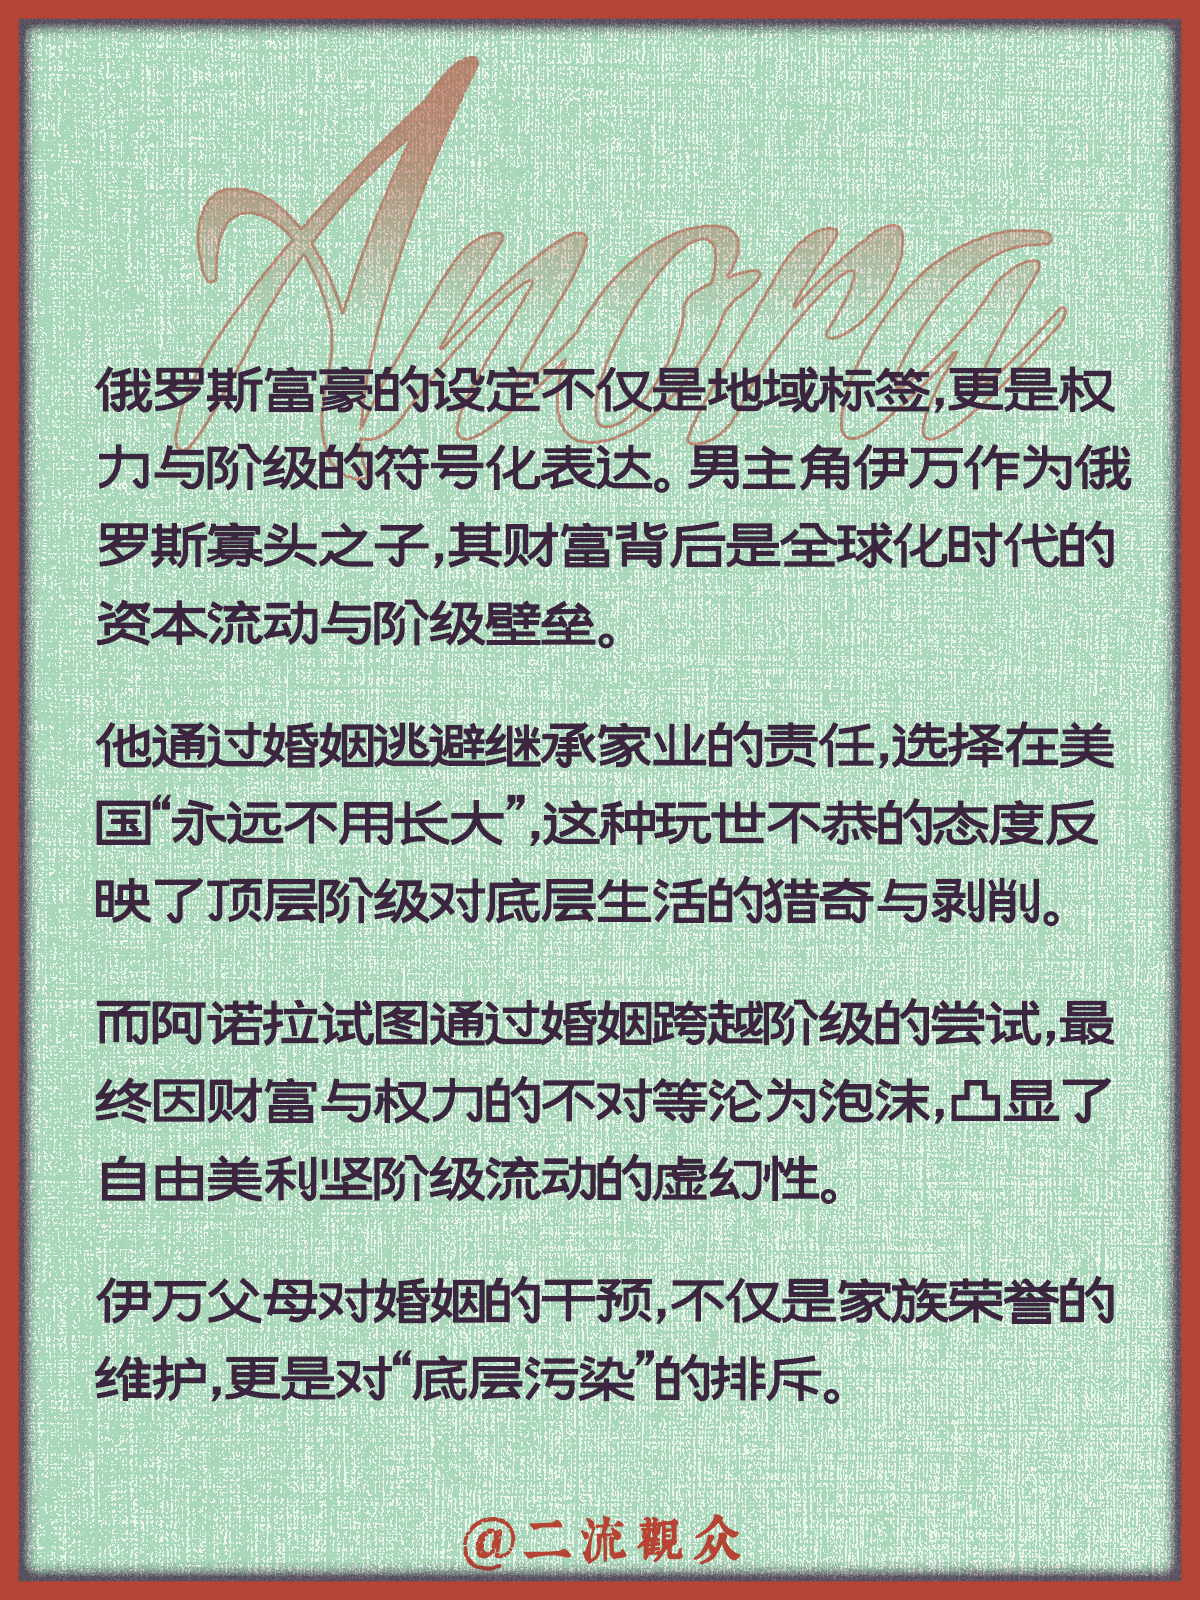 Anora
俄罗斯富豪的设定不仅是地域标签,更是权
力与阶级的符号化表达。男主角伊万作为俄
罗斯寡头之子,其财富背后是全球化时代的
资本流动与阶级壁垒。
他通过婚姻逃避继承家业的责任,选择在美
国“永远不用长大”,这种玩世不恭的态度反
映了顶层阶级对底层生活的猎奇与剥削。
而阿诺拉试图通过婚姻跨越阶级的尝试,最
终因财富与权力的不对等沦为泡沫,凸显了
自由美利坚阶级流动的虚幻性。
伊万父母对婚姻的干预,不仅是家族荣誉的
维护,更是对“底层污染”的排斥。
@二流觀众